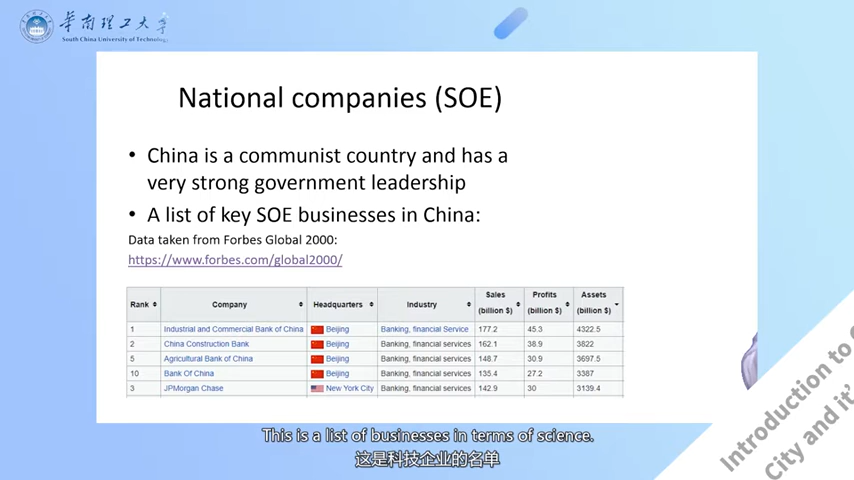 華南理工大學
South China University of Technology
National companies (SOE)
• China is a communist country and has a
very strong government leadership
• A list of key SOE businesses in China:
Data taken from Forbes Global 2000:
https://www.forbes.com/global2000/
Rank Company Headquarters Industry Sales (billion $) Profits (billion $) Assets (billion $)
1 Industrial and Commercial Bank of China Beijing Banking, financial Service 177.2 45.3 4322.5
2 China Construction Bank Beijing Banking, financial services 162.1 38.9 3822
5 Agricultural Bank of China Beijing Banking, financial services 148.7 30.9 3697.5
10 Bank Of China Beijing Banking, financial services 135.4 27.2 3387
3 JPMorgan Chase New York City Banking, financial services 142.9 30 3139.4
Introduction to
City and it's
This is a list of businesses in terms of science.
这是科技企业的名单